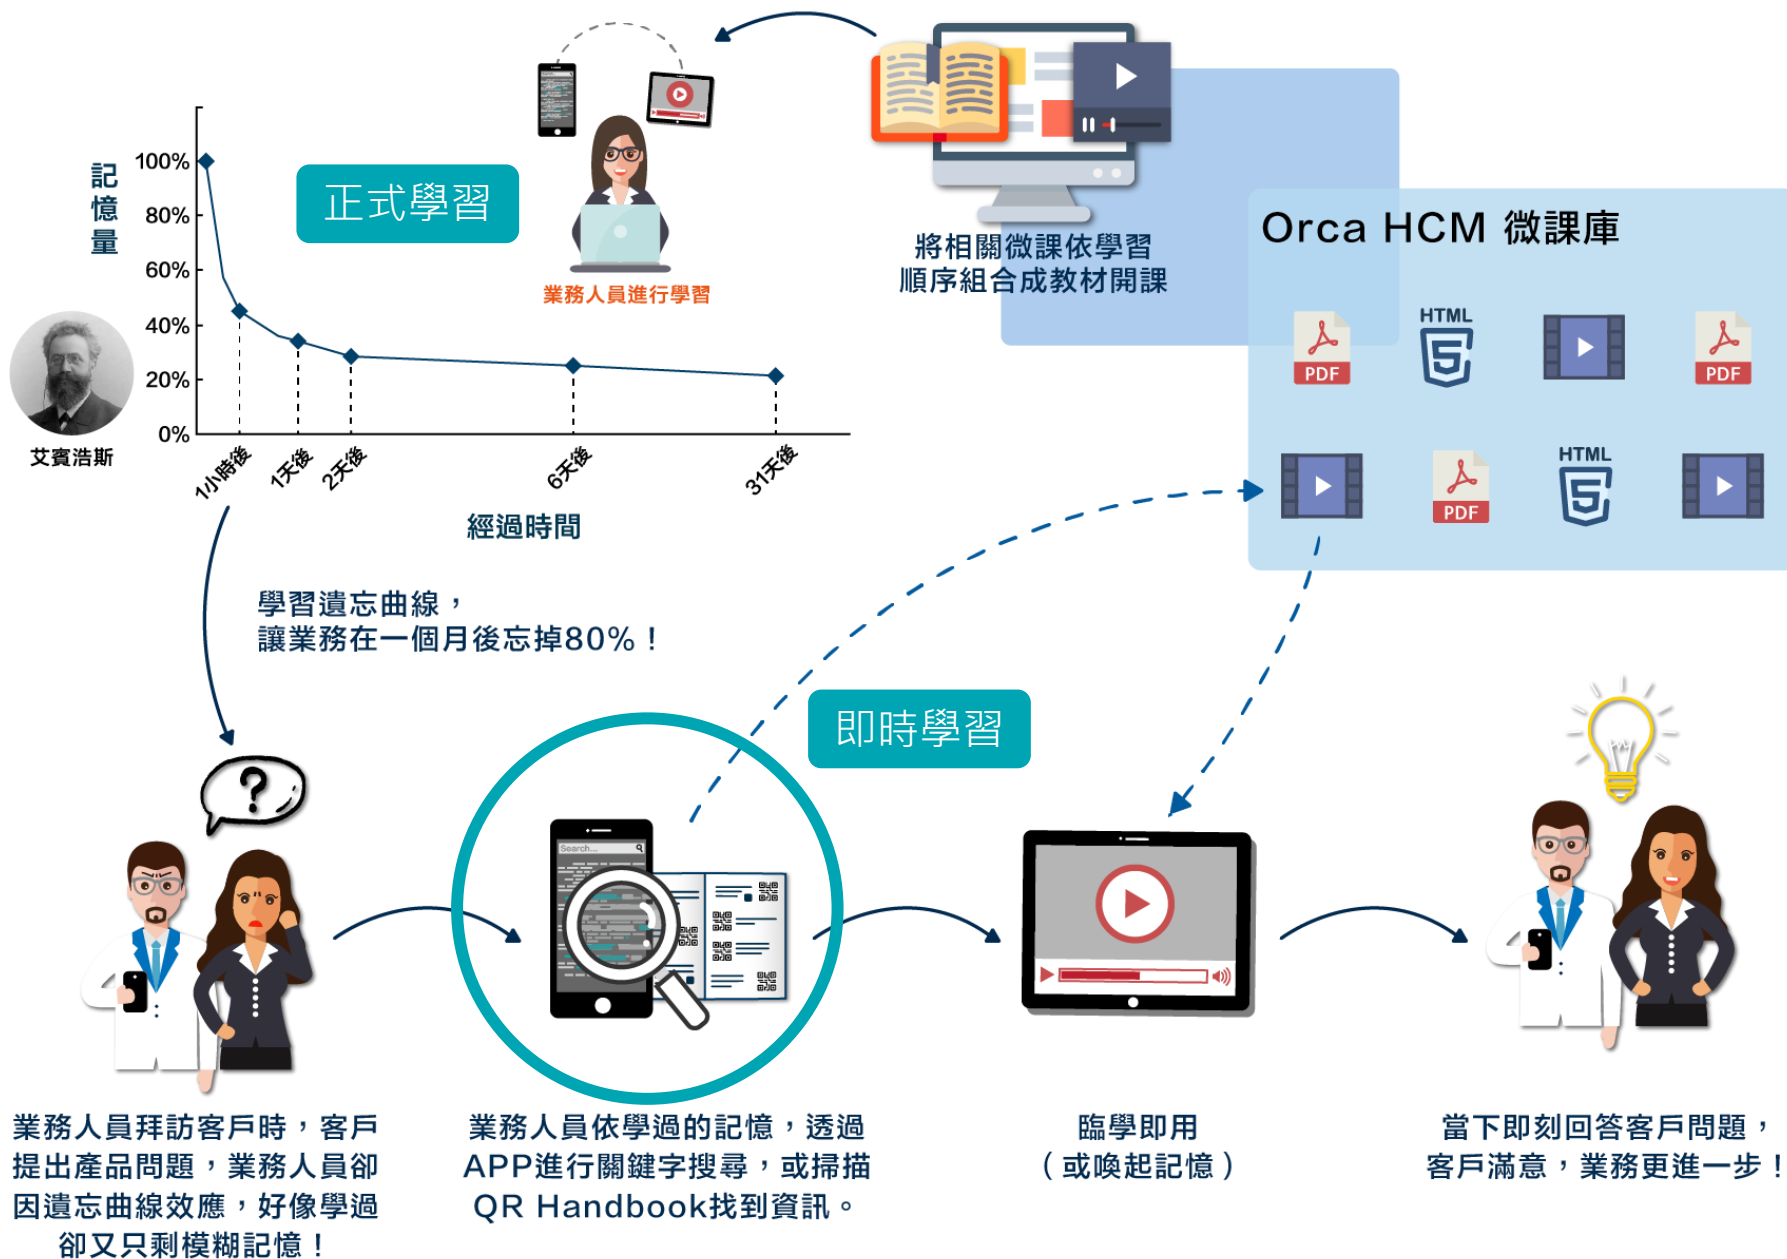 記憶量
100%
80%
60%
40%
20%
0%
1小時後
1天後
2天後
6天後
31天後
經過時間
艾賓浩斯
正式學習
業務人員進行學習
將相關微課依學習
順序組合成教材開課
Orca HCM 微課庫
PDF
HTML
5
PDF
PDF
HTML
5
學習遺忘曲線，
讓業務在一個月後忘掉80%！
即時學習
?
Search...
業務人員拜訪客戶時，客戶
提出產品問題，業務人員卻
因遺忘曲線效應，好像學過
卻又只剩模糊記憶！
業務人員依學過的記憶，透過
APP進行關鍵字搜尋，或掃描
QR Handbook找到資訊。
臨學即用
（或喚起記憶）
當下即刻回答客戶問題，
客戶滿意，業務更進一步！